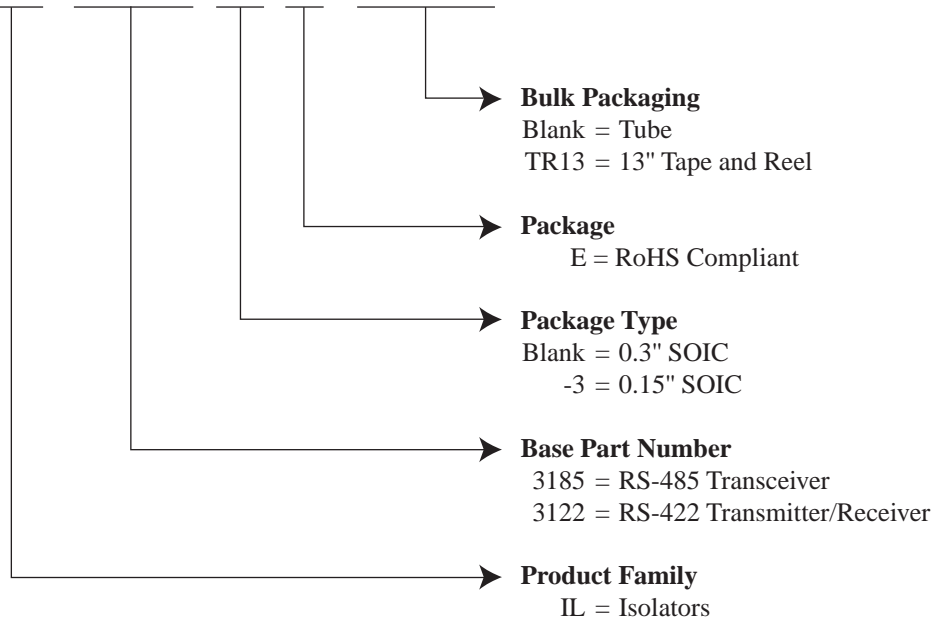 Bulk Packaging
Blank = Tube
TR13 = 13" Tape and Reel
Package
E = RoHS Compliant
Package Type
Blank = 0.3" SOIC
-3 = 0.15" SOIC
Base Part Number
3185 = RS-485 Transceiver
3122 = RS-422 Transmitter/Receiver
Product Family
IL = Isolators